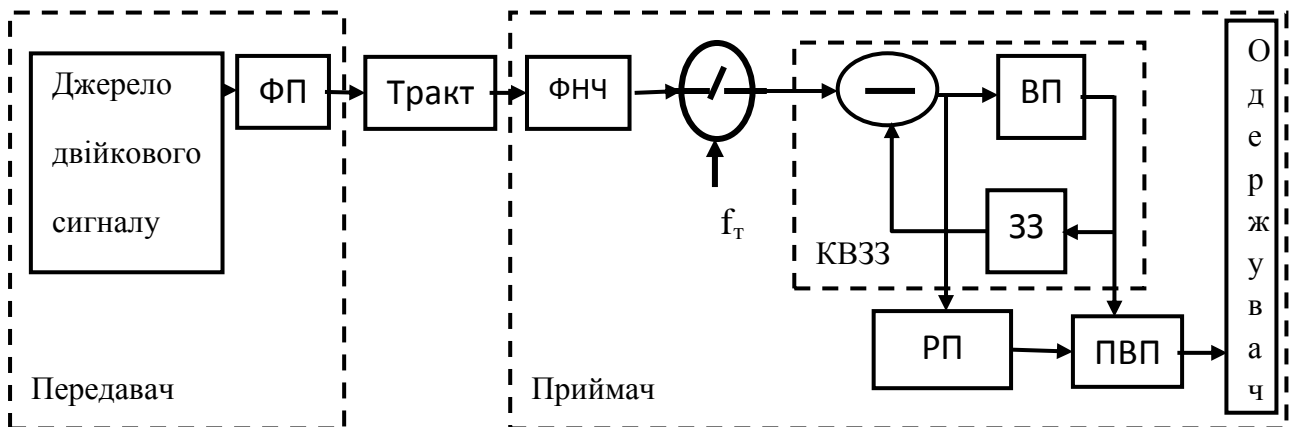 Джерело
двійкового
сигналу
ФП
Тракт
ФНЧ
fт
—
ВП
ЗЗ
КВЗЗ
РП
ПВП
Одержувач
Передавач
Приймач